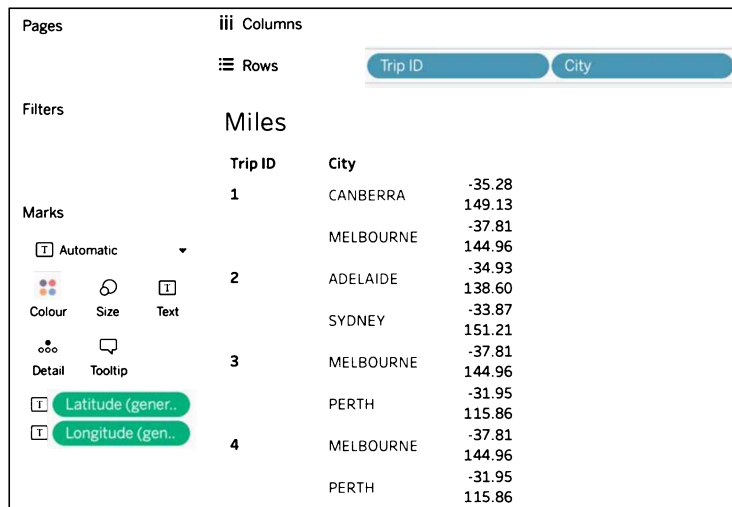 Pages
iii Columns
Rows
Trip ID
City
Filters
Miles
Trip ID
City
1
CANBERRA
-35.28
149.13
MELBOURNE
-37.81
144.96
2
ADELAIDE
-34.93
138.60
SYDNEY
-33.87
151.21
3
MELBOURNE
-37.81
144.96
PERTH
-31.95
115.86
4
MELBOURNE
-37.81
144.96
PERTH
-31.95
115.86
Marks
T Automatic
Colour
Size
T
Text
Detail
Tooltip
T Latitude (gener..
T Longitude (gen..